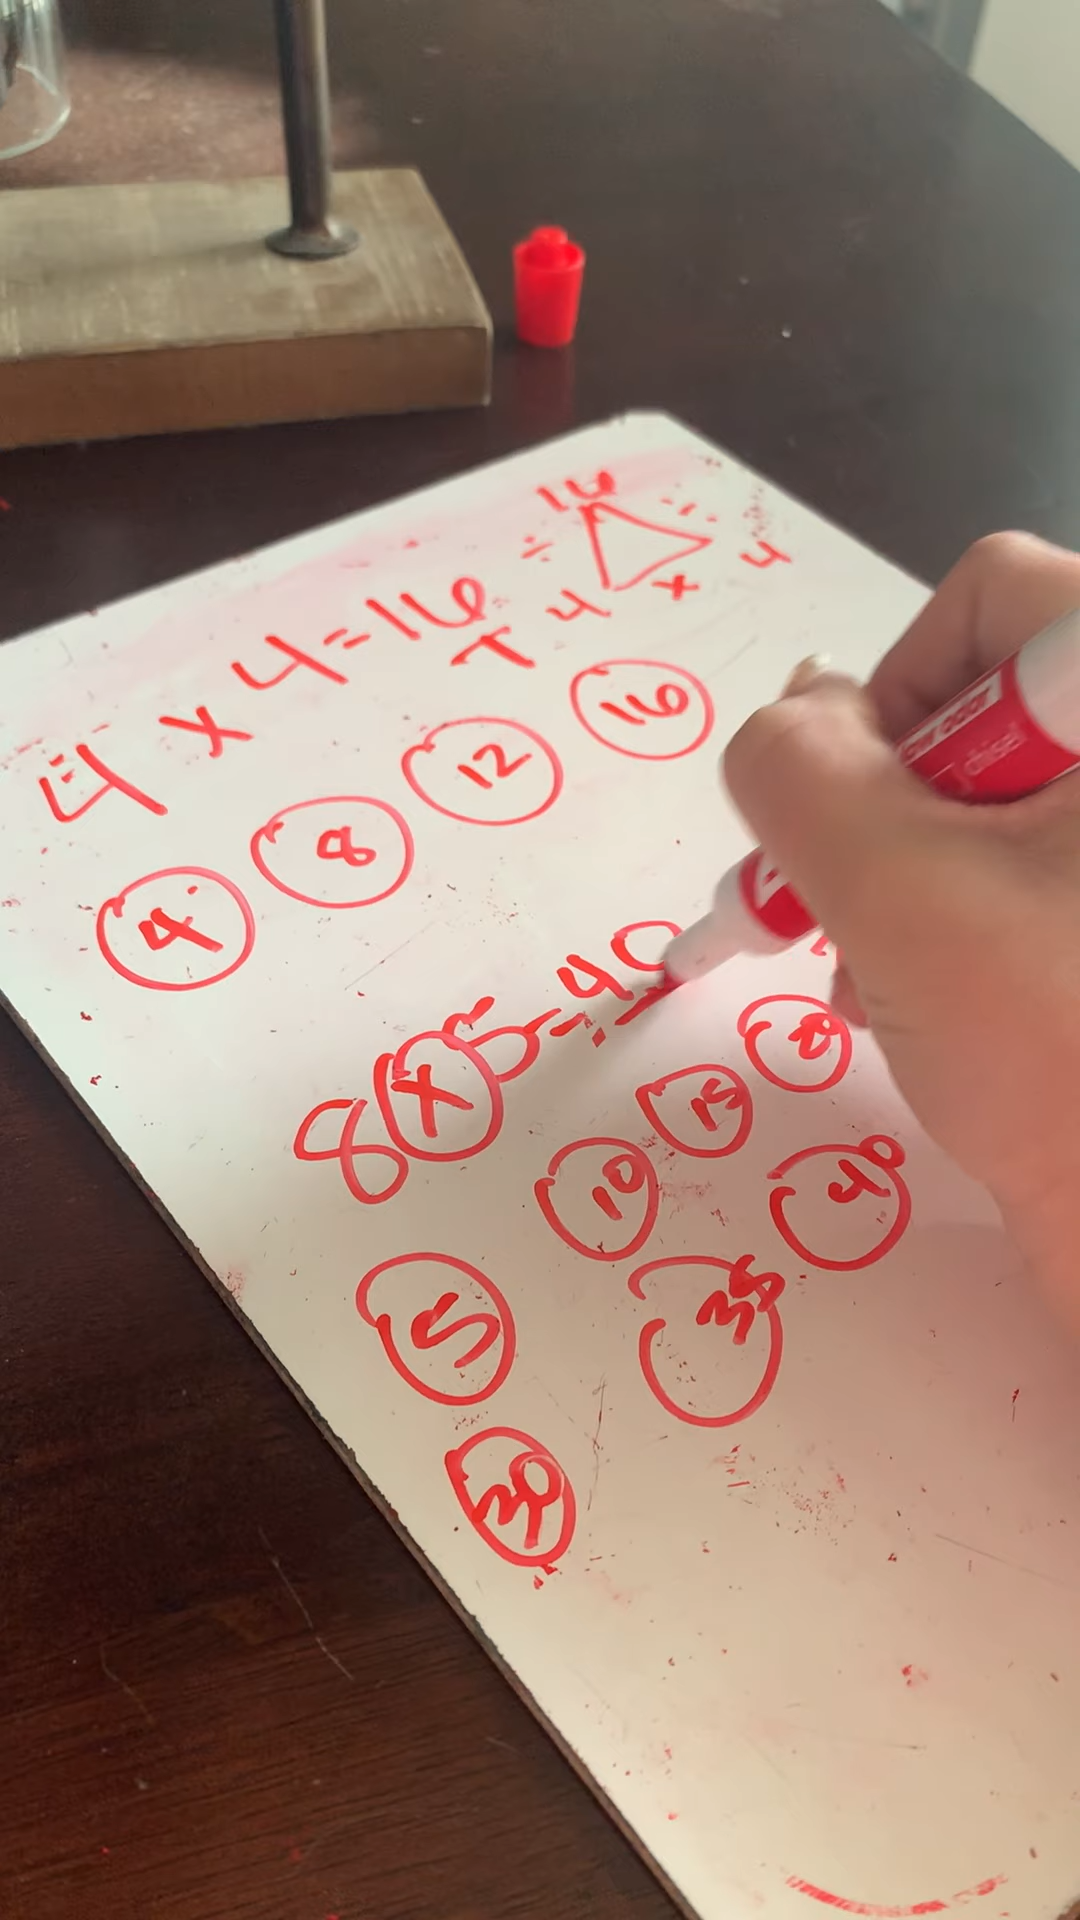 16
÷ ÷
4 x 4
4 x 4 = 16
T
4 8 12 16
8 x 5 = 40
5 10 15 20
30 35 40
chisel